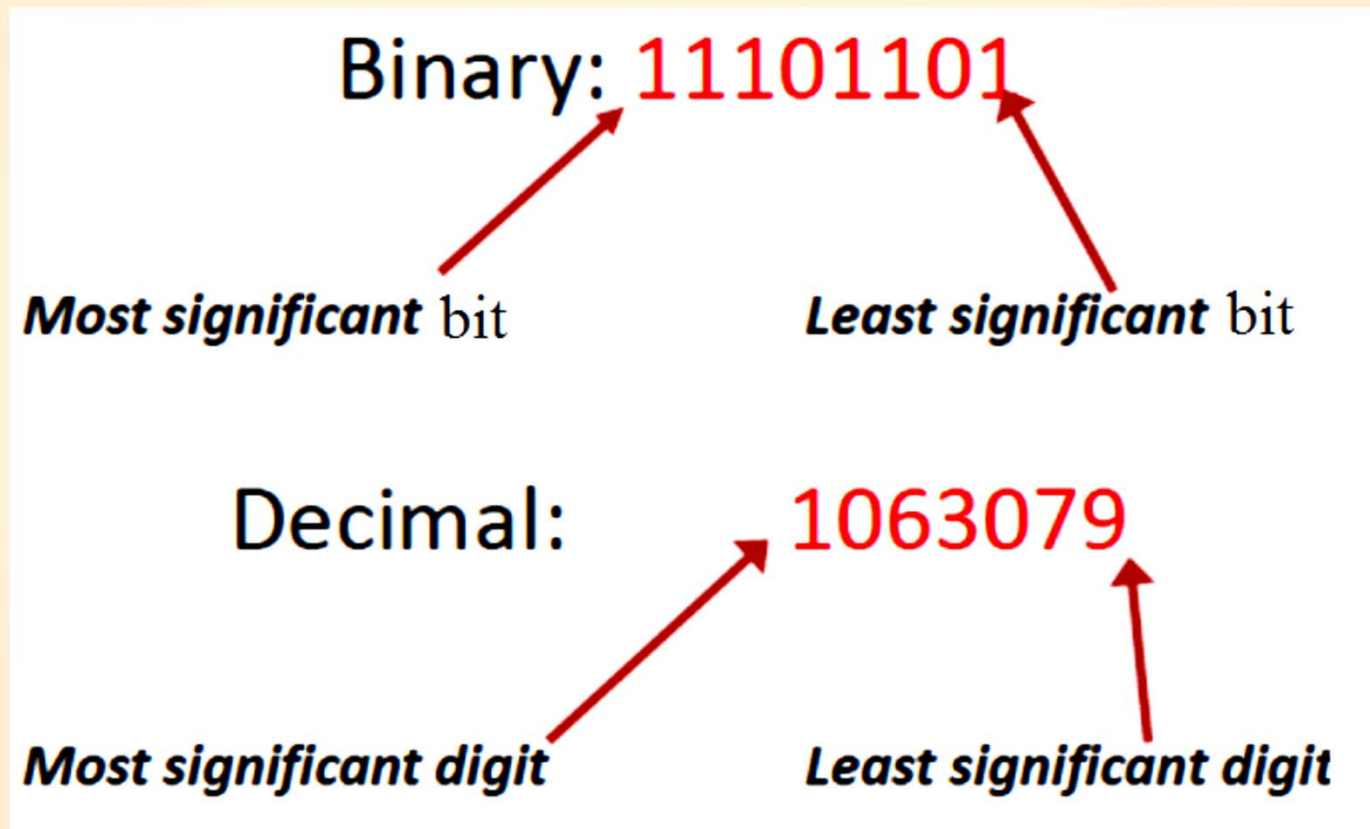 Binary: 11101101
Most significant bit Least significant bit
Decimal: 1063079
Most significant digit Least significant digit